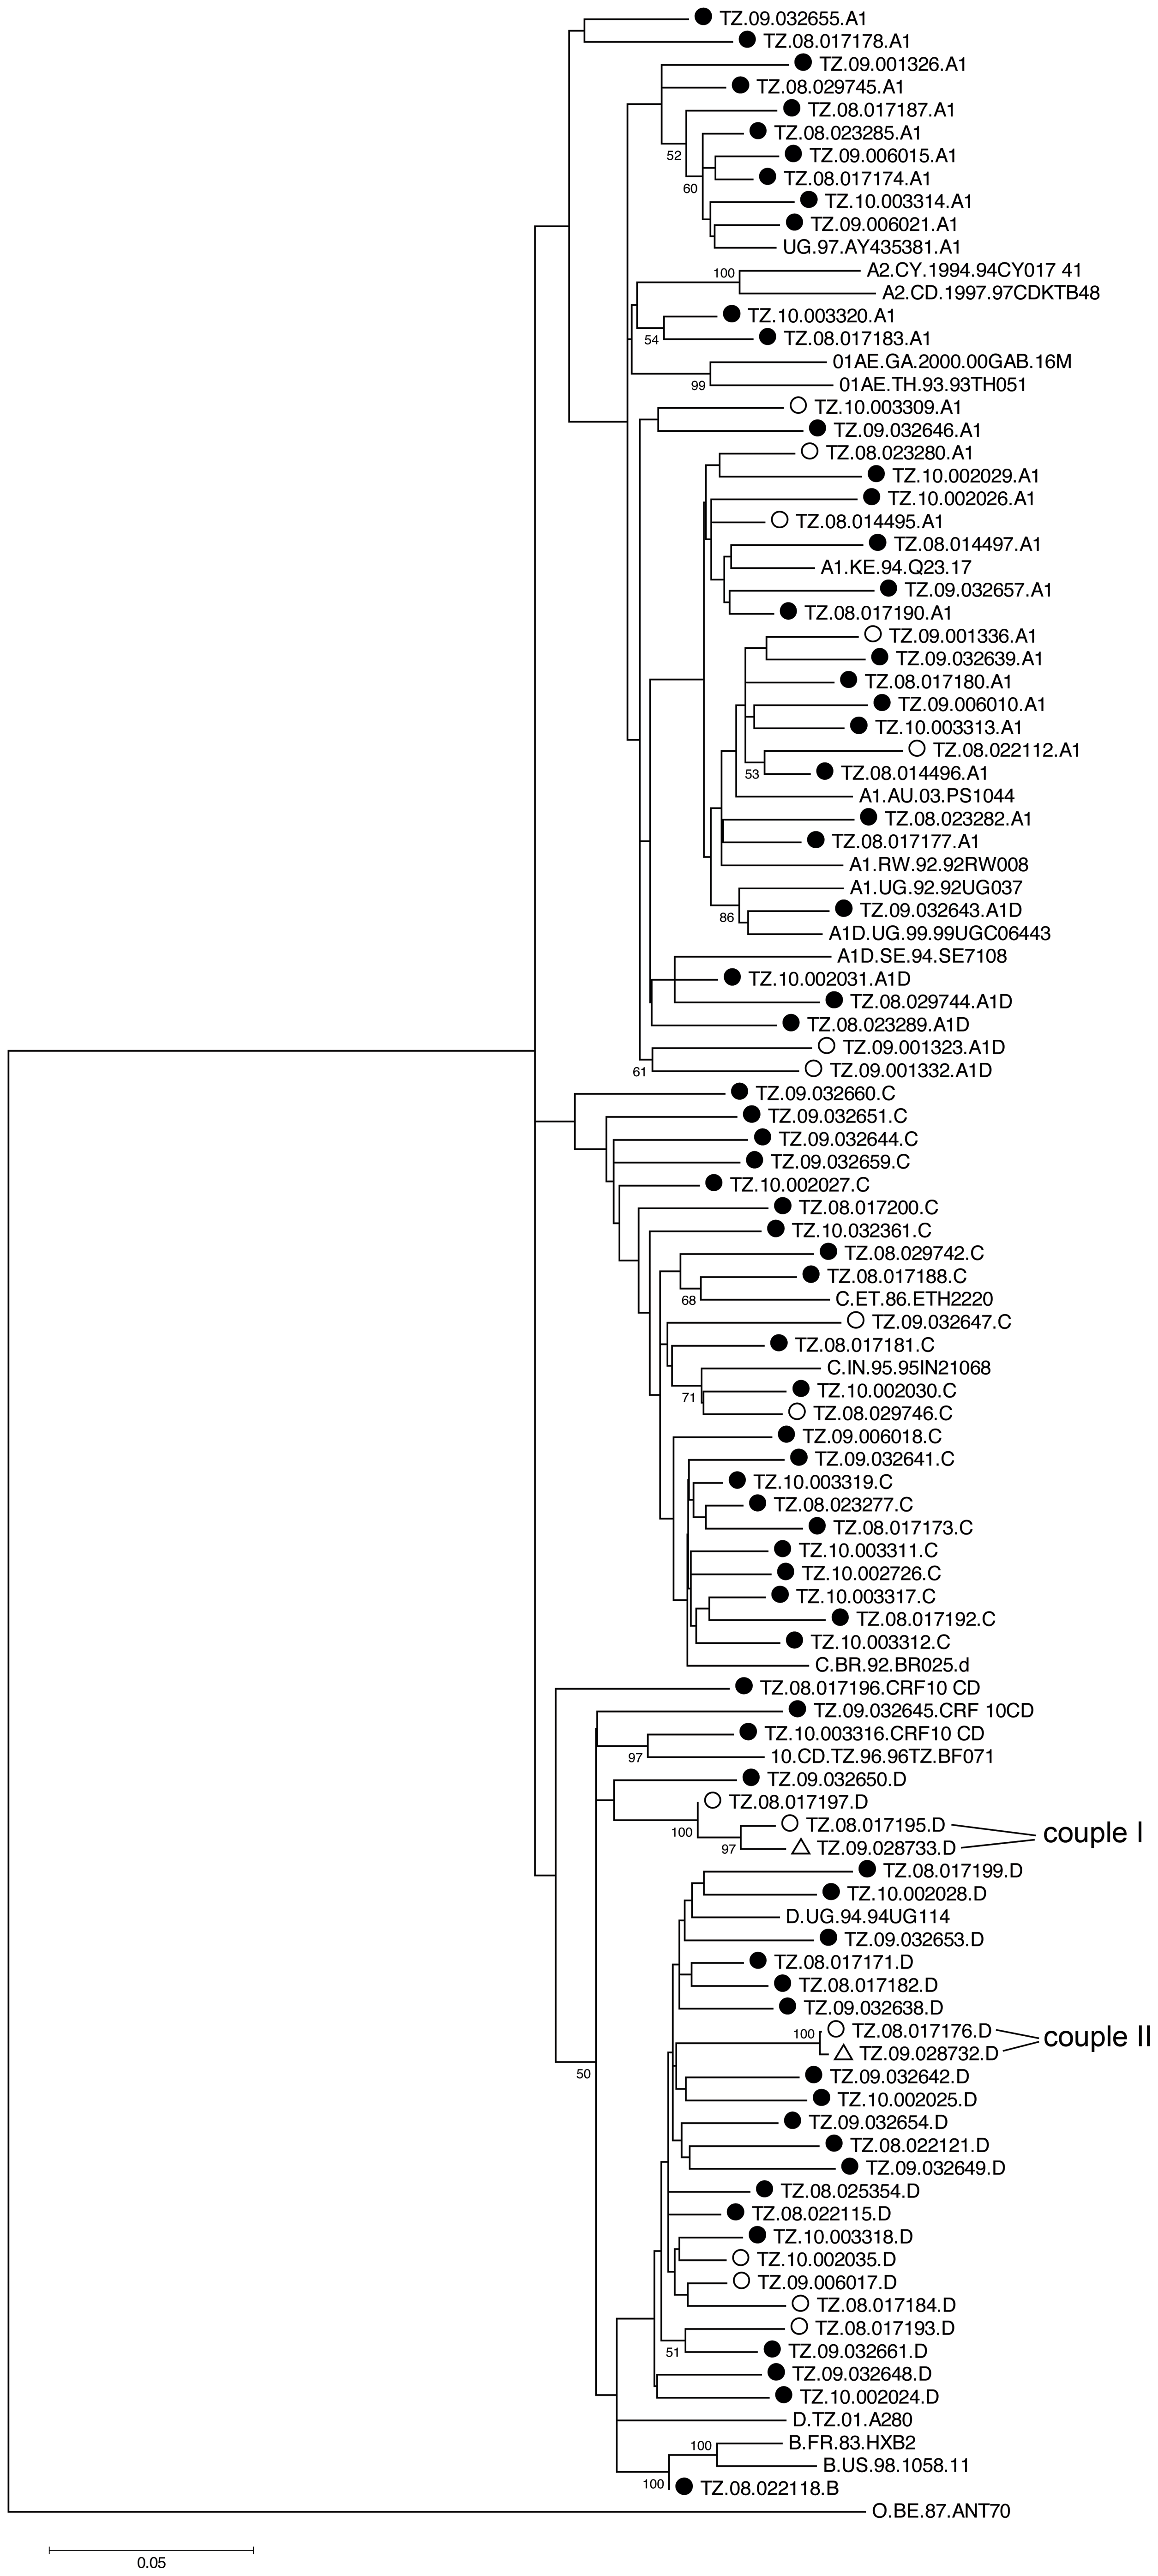 TZ.09.032655.A1
TZ.08.017178.A1
TZ.09.001326.A1
TZ.08.029745.A1
TZ.08.017187.A1
TZ.08.023285.A1
52
TZ.09.006015.A1
TZ.08.017174.A1
60
TZ.10.003314.A1
TZ.09.006021.A1
UG.97.AY435381.A1
100
A2.CY.1994.94CY017 41
A2.CD.1997.97CDKTB48
TZ.10.003320.A1
54
TZ.08.017183.A1
01AE.GA.2000.00GAB.16M
99
01AE.TH.93.93TH051
TZ.10.003309.A1
TZ.09.032646.A1
TZ.08.023280.A1
TZ.10.002029.A1
TZ.10.002026.A1
TZ.08.014495.A1
TZ.08.014497.A1
A1.KE.94.Q23.17
TZ.09.032657.A1
TZ.08.017190.A1
TZ.09.001336.A1
TZ.09.032639.A1
TZ.08.017180.A1
TZ.09.006010.A1
TZ.10.003313.A1
TZ.08.022112.A1
53
TZ.08.014496.A1
A1.AU.03.PS1044
TZ.08.023282.A1
TZ.08.017177.A1
A1.RW.92.92RW008
A1.UG.92.92UG037
86
TZ.09.032643.A1D
A1D.UG.99.99UGC06443
A1D.SE.94.SE7108
TZ.10.002031.A1D
TZ.08.029744.A1D
TZ.08.023289.A1D
TZ.09.001323.A1D
61
TZ.09.001332.A1D
TZ.09.032660.C
TZ.09.032651.C
TZ.09.032644.C
TZ.09.032659.C
TZ.10.002027.C
TZ.08.017200.C
TZ.10.032361.C
TZ.08.029742.C
TZ.08.017188.C
68
C.ET.86.ETH2220
TZ.09.032647.C
TZ.08.017181.C
C.IN.95.95IN21068
71
TZ.10.002030.C
TZ.08.029746.C
TZ.09.006018.C
TZ.09.032641.C
TZ.10.003319.C
TZ.08.023277.C
TZ.08.017173.C
TZ.10.003311.C
TZ.10.002726.C
TZ.10.003317.C
TZ.08.017192.C
TZ.10.003312.C
C.BR.92.BR025.d
TZ.08.017196.CRF10 CD
TZ.09.032645.CRF 10CD
TZ.10.003316.CRF10 CD
97
10.CD.TZ.96.96TZ.BF071
TZ.09.032650.D
TZ.08.017197.D
100
TZ.08.017195.D
couple I
97
TZ.09.028733.D
TZ.08.017199.D
TZ.10.002028.D
D.UG.94.94UG114
TZ.09.032653.D
TZ.08.017171.D
TZ.08.017182.D
TZ.09.032638.D
100
TZ.08.017176.D
couple II
TZ.09.028732.D
50
TZ.09.032642.D
TZ.10.002025.D
TZ.09.032654.D
TZ.08.022121.D
TZ.09.032649.D
TZ.08.025354.D
TZ.08.022115.D
TZ.10.003318.D
TZ.10.002035.D
TZ.09.006017.D
TZ.08.017184.D
TZ.08.017193.D
51
TZ.09.032661.D
TZ.09.032648.D
TZ.10.002024.D
D.TZ.01.A280
100
B.FR.83.HXB2
B.US.98.1058.11
100
TZ.08.022118.B
O.BE.87.ANT70
0.05